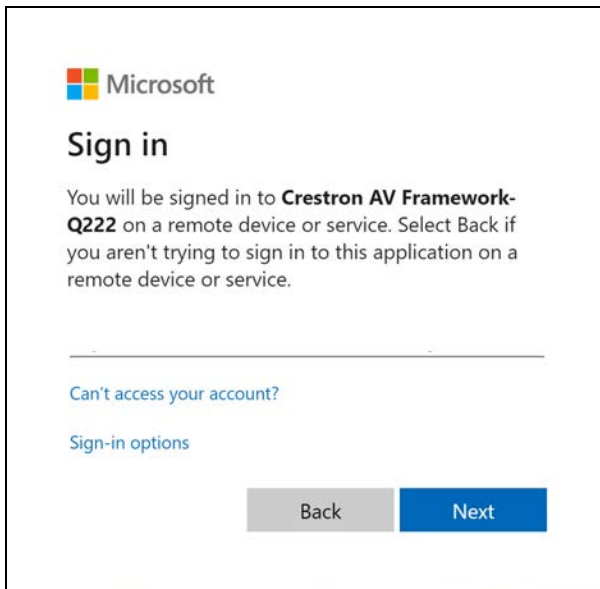 Microsoft
Sign in
You will be signed in to Crestron AV Framework-
Q222 on a remote device or service. Select Back if
you aren't trying to sign in to this application on a
remote device or service.
Can't access your account?
Sign-in options
Back
Next